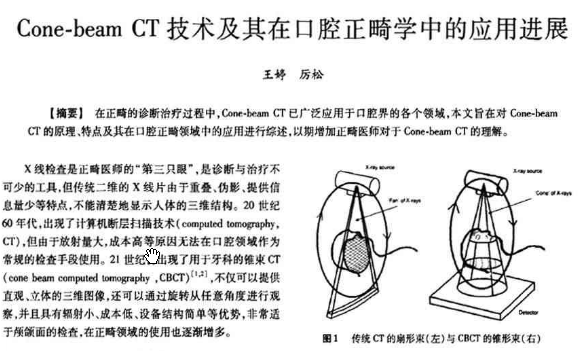 Cone-beam CT 技术及其在口腔正畸学中的应用进展
王婷 厉松
【摘要】 在正畸的诊断治疗过程中,Cone-beam CT 已广泛应用于口腔界的各个领域,本文旨在对 Cone-beam
CT 的原理、特点及其在口腔正畸领域中的应用进行综述,以期增加正畸医师对于 Cone-beam CT 的理解。
X 线检查是正畸医师的“第三只眼”,是诊断与治疗不
可少的工具,但传统二维的 X 线片由于重叠、伪影、提供信
息量少等特点,不能清楚地显示人体的三维结构。20 世纪
60 年代,出现了计算机断层扫描技术(computed tomography,
CT),但由于放射量大,成本高等原因无法在口腔领域作为
常规的检查手段使用。21 世纪出现了用于牙科的锥束 CT
(cone beam computed tomography ,CBCT)[1,2],不仅可以提供
直观、立体的三维图像,还可以通过旋转从任意角度进行观
察,并且具有辐射小、成本低、设备结构简单等优势,非常适
于颅颌面的检查,在正畸领域的使用也逐渐增多。
X-ray source
'Fan' of X-rays
X-ray source
'Cone' of X-rays
Detector
图1 传统 CT 的扇形束(左)与 CBCT 的锥形束(右)